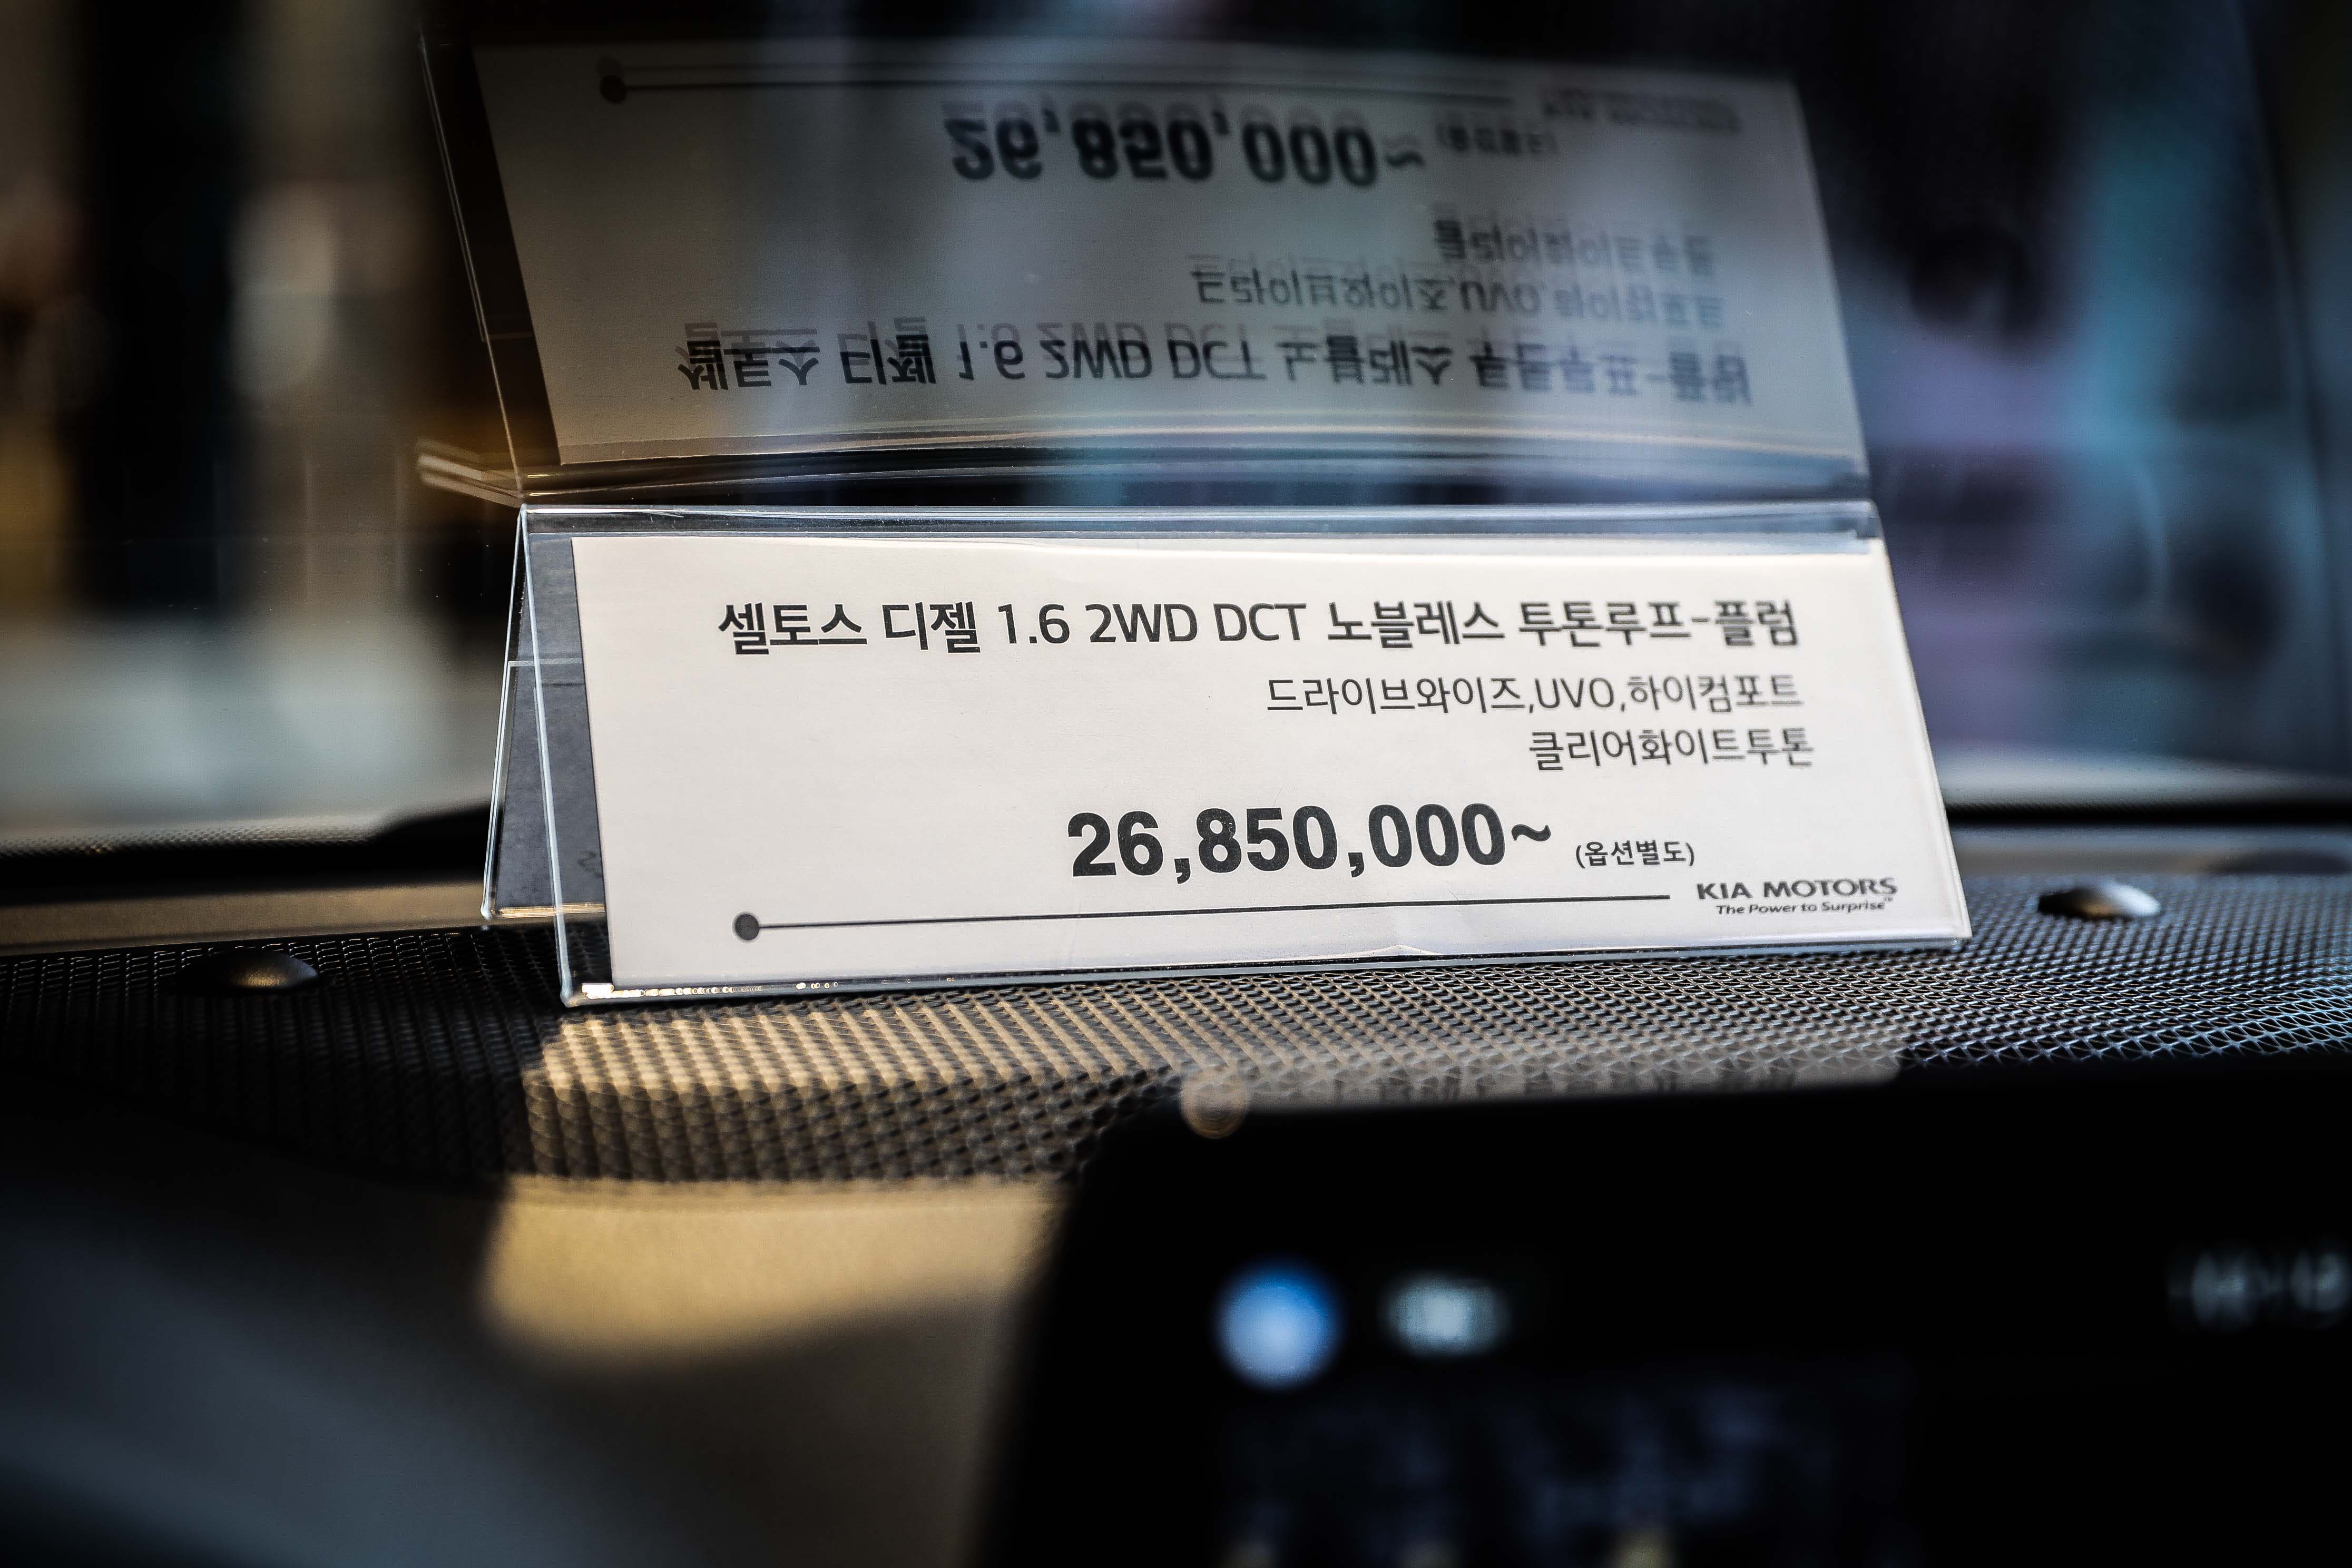 셀토스 디젤 1.6 2WD DCT 노블레스 투톤루프-플럼
드라이브와이즈,UVO,하이컴포트
클리어화이트투톤
26,850,000~ (옵션별도)
KIA MOTORS
The Power to Surprise™